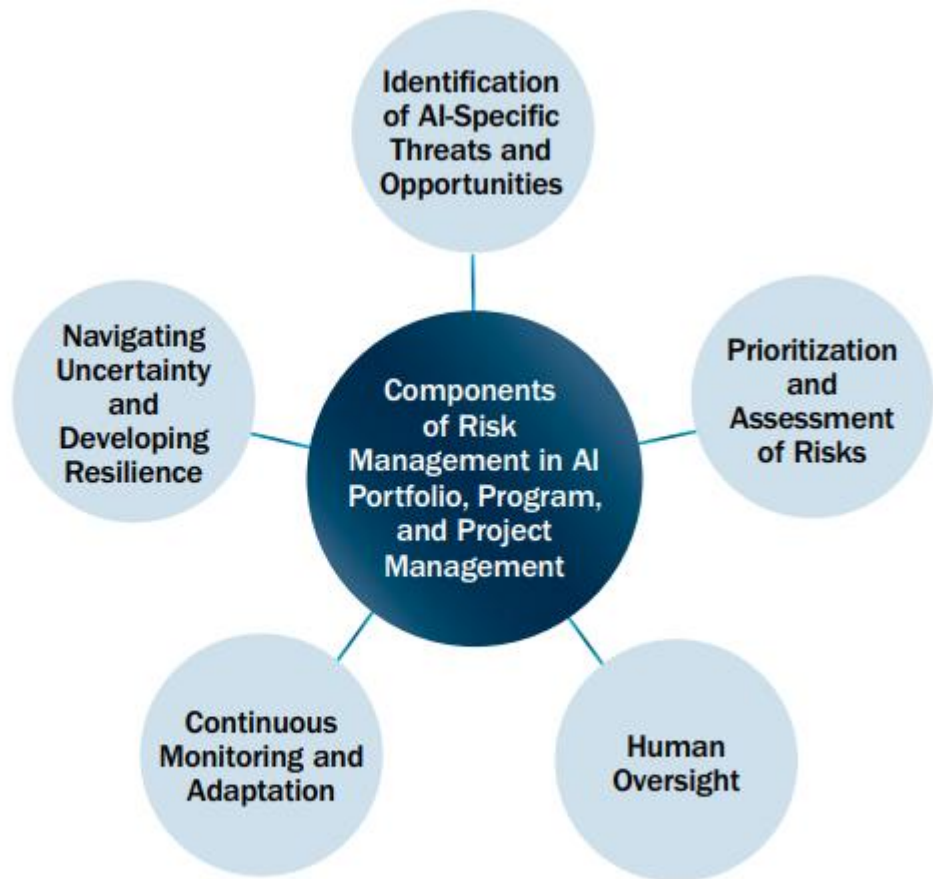 Identification
of AI-Specific
Threats and
Opportunities
Navigating
Uncertainty
and
Developing
Resilience
Components
of Risk
Management in AI
Portfolio, Program,
and Project
Management
Prioritization
and
Assessment
of Risks
Continuous
Monitoring and
Adaptation
Human
Oversight